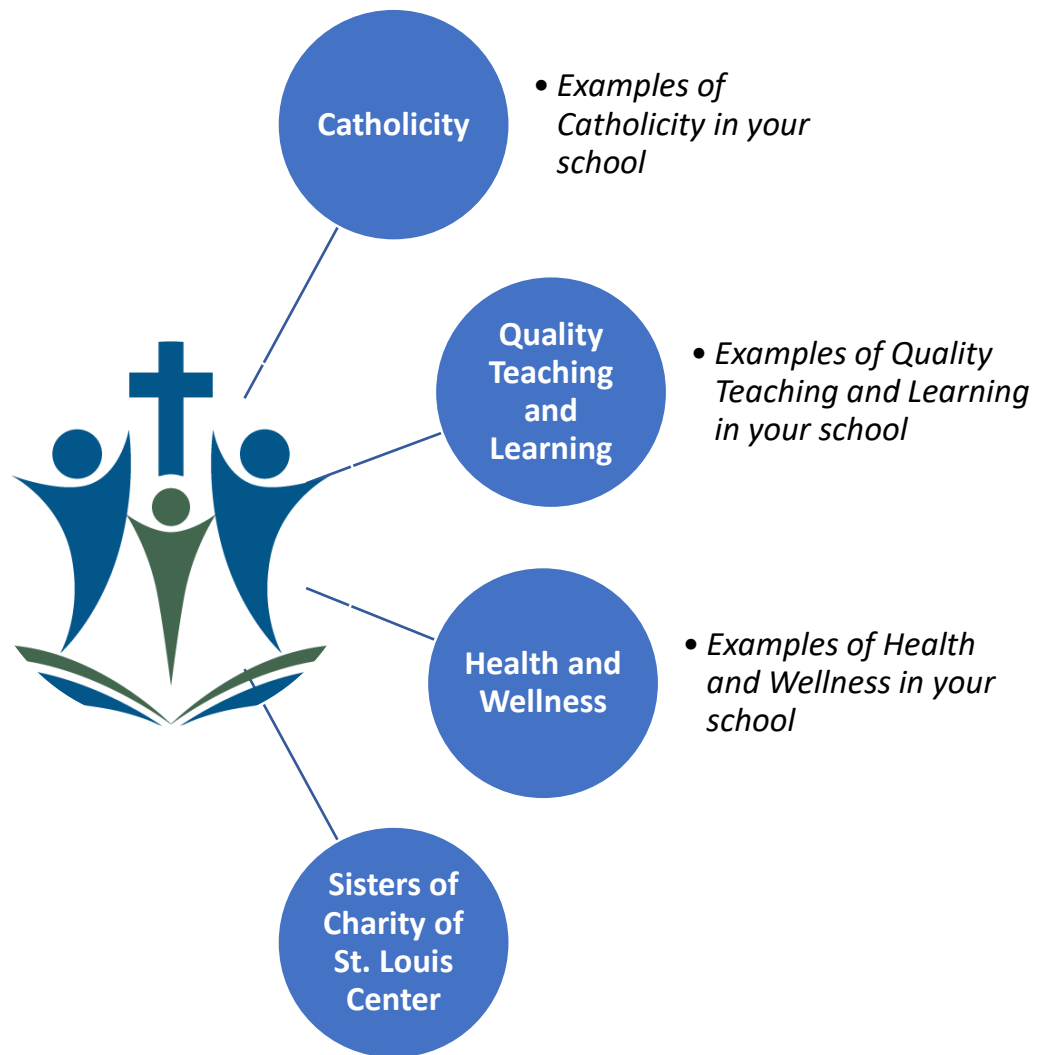 Catholicity
• Examples of
Catholicity in your
school
Quality
Teaching
and
Learning
• Examples of Quality
Teaching and Learning
in your school
Health and
Wellness
• Examples of Health
and Wellness in your
school
Sisters of
Charity of
St. Louis
Center